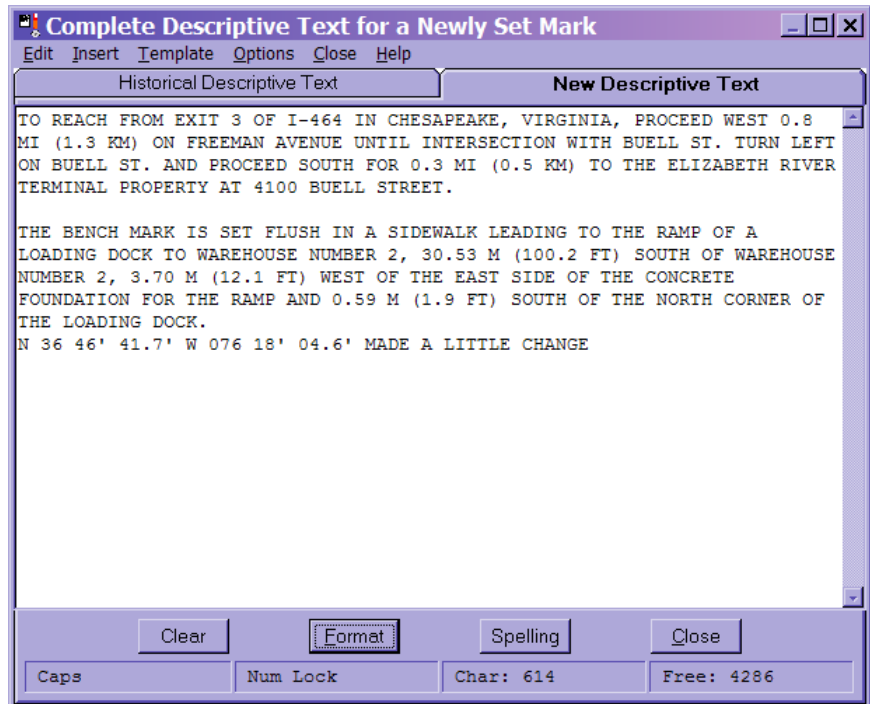 Complete Descriptive Text for a Newly Set Mark
Edit Insert Template Options Close Help
Historical Descriptive Text New Descriptive Text
TO REACH FROM EXIT 3 OF I-464 IN CHESAPEAKE, VIRGINIA, PROCEED WEST 0.8
MI (1.3 KM) ON FREEMAN AVENUE UNTIL INTERSECTION WITH BUELL ST. TURN LEFT
ON BUELL ST. AND PROCEED SOUTH FOR 0.3 MI (0.5 KM) TO THE ELIZABETH RIVER
TERMINAL PROPERTY AT 4100 BUELL STREET.
THE BENCH MARK IS SET FLUSH IN A SIDEWALK LEADING TO THE RAMP OF A
LOADING DOCK TO WAREHOUSE NUMBER 2, 30.53 M (100.2 FT) SOUTH OF WAREHOUSE
NUMBER 2, 3.70 M (12.1 FT) WEST OF THE EAST SIDE OF THE CONCRETE
FOUNDATION FOR THE RAMP AND 0.59 M (1.9 FT) SOUTH OF THE NORTH CORNER OF
THE LOADING DOCK.
N 36 46' 41.7' W 076 18' 04.6' MADE A LITTLE CHANGE
Clear Format Spelling Close
Caps Num Lock Char: 614 Free: 4286